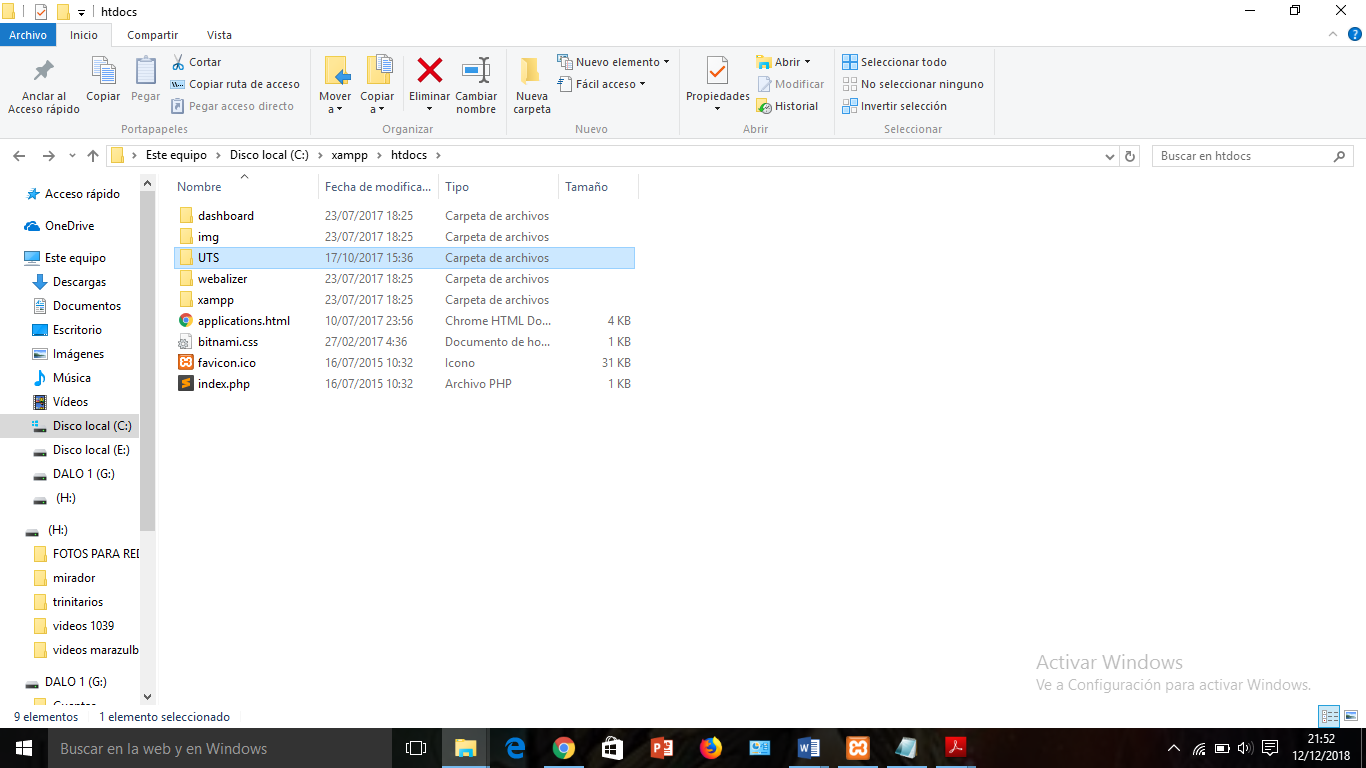 htdocs
Archivo Inicio Compartir Vista
Anclar al Acceso rápido
Copiar
Pegar
Cortar
Copiar ruta de acceso
Pegar acceso directo
Portapapeles
Mover a
Copiar a
Eliminar
Cambiar nombre
Organizar
Nueva carpeta
Nuevo elemento
Fácil acceso
Nuevo
Propiedades
Abrir
Modificar
Historial
Abrir
Seleccionar todo
No seleccionar ninguno
Invertir selección
Seleccionar
Este equipo > Disco local (C:) > xampp > htdocs >
Buscar en htdocs
Acceso rápido
OneDrive
Este equipo
Descargas
Documentos
Escritorio
Imágenes
Música
Vídeos
Disco local (C:)
Disco local (E:)
DALO 1 (G:)
(H:)
(H:)
FOTOS PARA RED
mirador
trinitarios
videos 1039
videos marazulb
DALO 1 (G:)
Nombre Fecha de modifica... Tipo Tamaño
dashboard 23/07/2017 18:25 Carpeta de archivos
img 23/07/2017 18:25 Carpeta de archivos
UTS 17/10/2017 15:36 Carpeta de archivos
webalizer 23/07/2017 18:25 Carpeta de archivos
xampp 23/07/2017 18:25 Carpeta de archivos
applications.html 10/07/2017 23:56 Chrome HTML Do... 4 KB
bitnami.css 27/02/2017 4:36 Documento de ho... 1 KB
favicon.ico 16/07/2015 10:32 Icono 31 KB
index.php 16/07/2015 10:32 Archivo PHP 1 KB
Activar Windows
Ve a Configuración para activar Windows.
9 elementos 1 elemento seleccionado
Buscar en la web y en Windows
21:52
12/12/2018